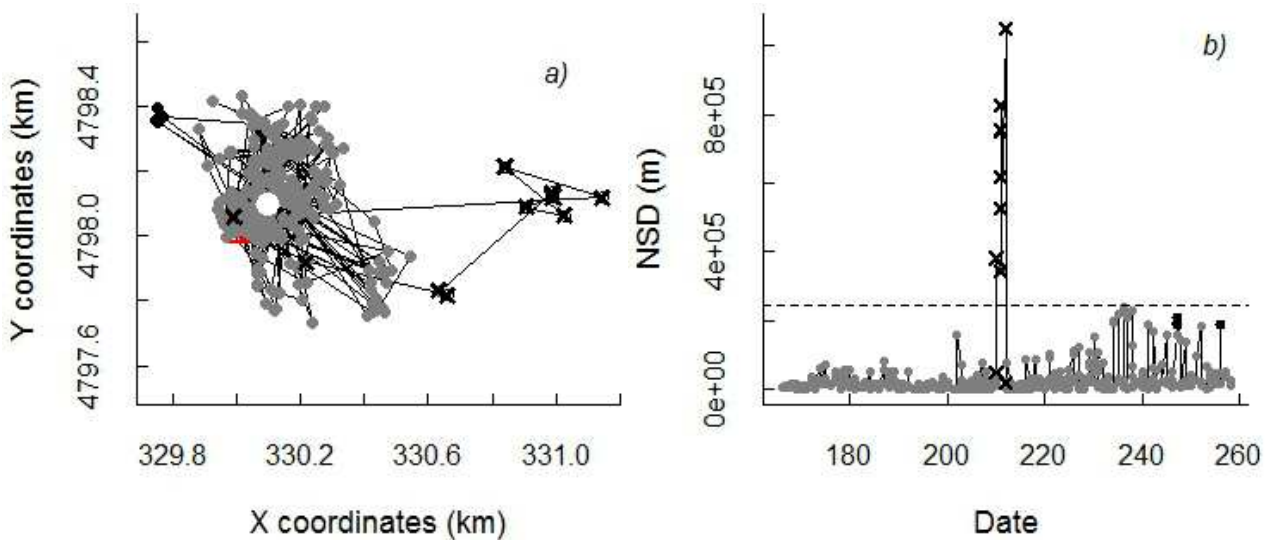 a)
Y coordinates (km)
4798.4
4798.0
4797.6
329.8 330.2 330.6 331.0
X coordinates (km)
b)
NSD (m)
8e+05
4e+05
0e+00
180 200 220 240 260
Date